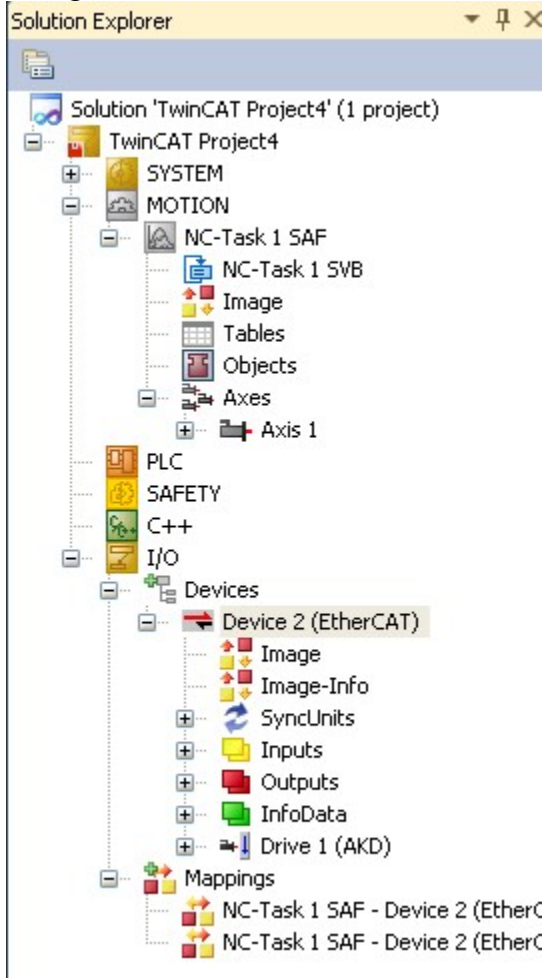 Solution Explorer
Solution 'TwinCAT Project4' (1 project)
TwinCAT Project4
SYSTEM
MOTION
NC-Task 1 SAF
NC-Task 1 SVB
Image
Tables
Objects
Axes
Axis 1
PLC
SAFETY
C++
I/O
Devices
Device 2 (EtherCAT)
Image
Image-Info
SyncUnits
Inputs
Outputs
InfoData
Drive 1 (AKD)
Mappings
NC-Task 1 SAF - Device 2 (EtherC
NC-Task 1 SAF - Device 2 (EtherC